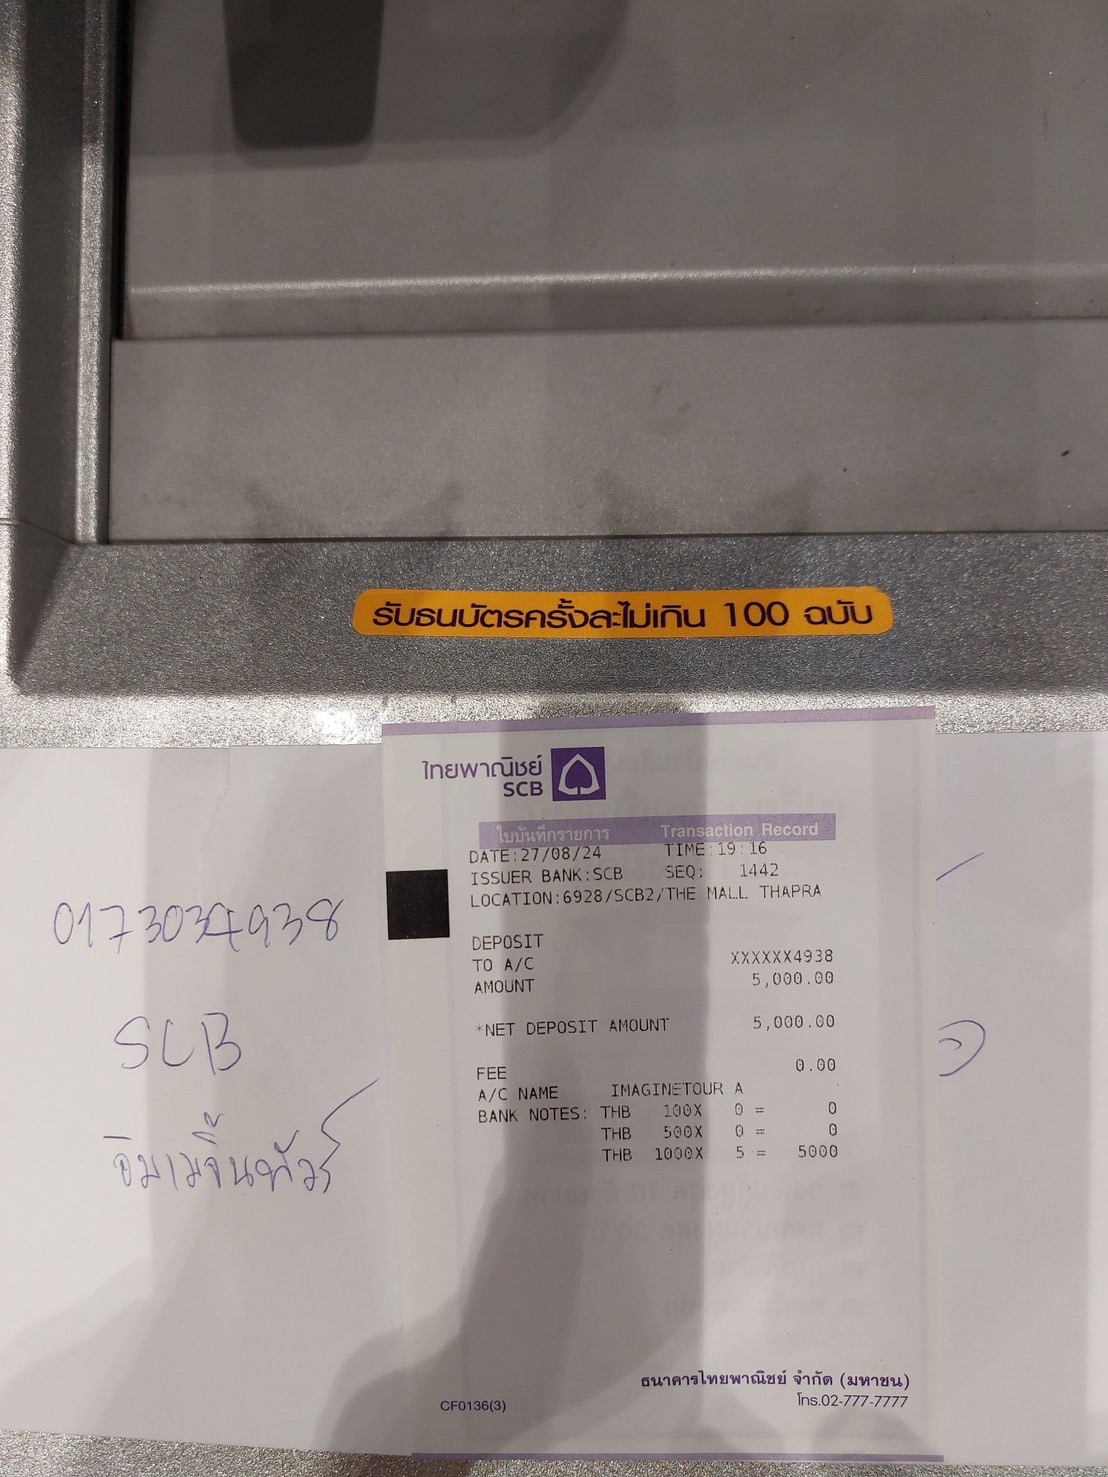 รับธนบัตรครั้งละไม่เกิน 100 ฉบับ
ไทยพาณิชย์
SCB
ใบบันทึกรายการ Transaction Record
DATE:27/08/24 TIME:19:16
ISSUER BANK:SCB SEQ: 1442
LOCATION:6928/SCB2/THE MALL THAPRA
DEPOSIT
TO A/C XXXXXX4938
AMOUNT 5,000.00
*NET DEPOSIT AMOUNT 5,000.00
FEE 0.00
A/C NAME IMAGINETOUR A
BANK NOTES: THB 100X 0 = 0
THB 500X 0 = 0
THB 1000X 5 = 5000
ธนาคารไทยพาณิชย์ จำกัด (มหาชน)
CF0136(3) โทร.02-777-7777
0173034938
SCB
อิมเมจิ้นทัวร์